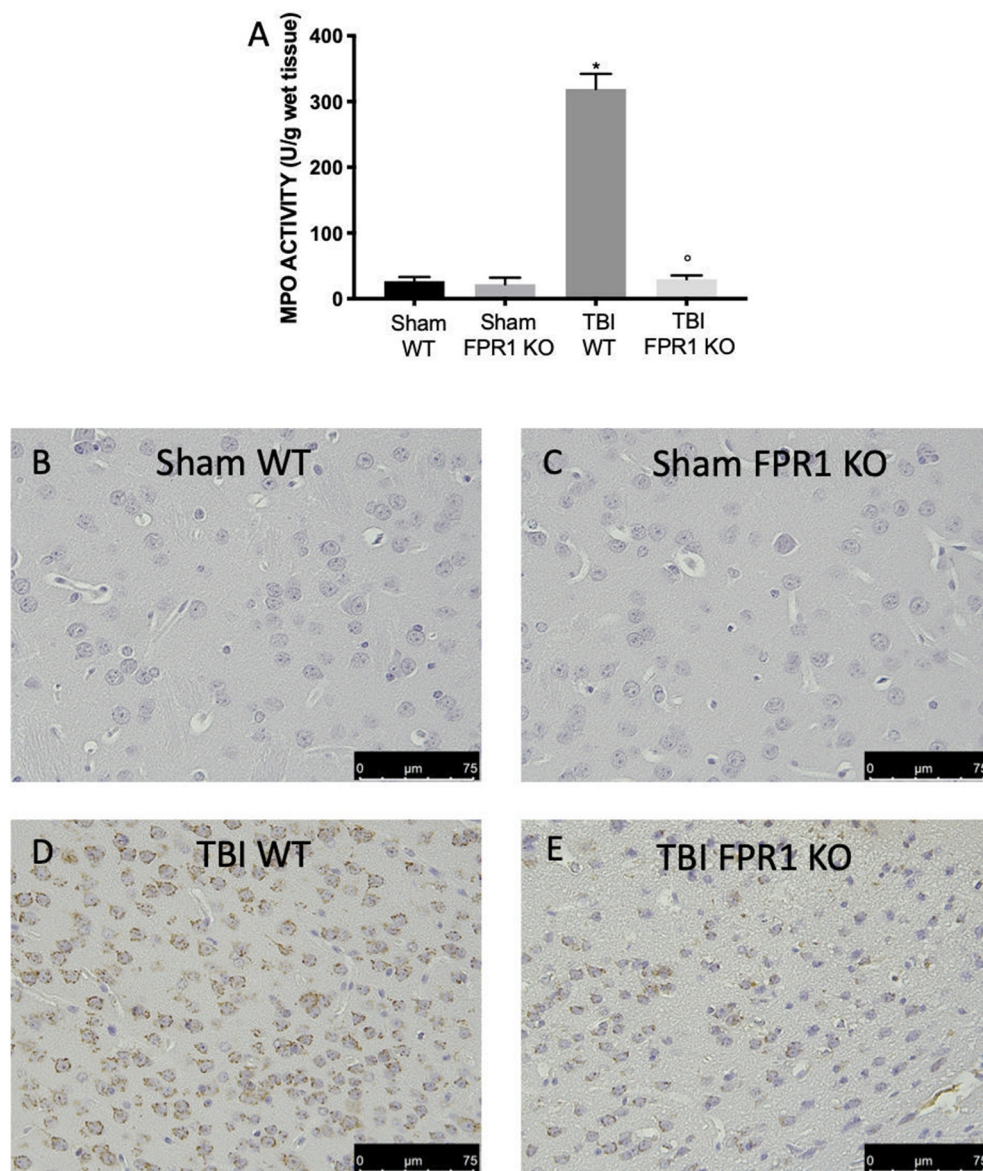 A
MPO ACTIVITY (U/g wet tissue)
400
300
200
100
0
*
°
Sham WT
Sham FPR1 KO
TBI WT
TBI FPR1 KO
B
Sham WT
0 µm 75
C
Sham FPR1 KO
0 µm 75
D
TBI WT
0 µm 75
E
TBI FPR1 KO
0 µm 75